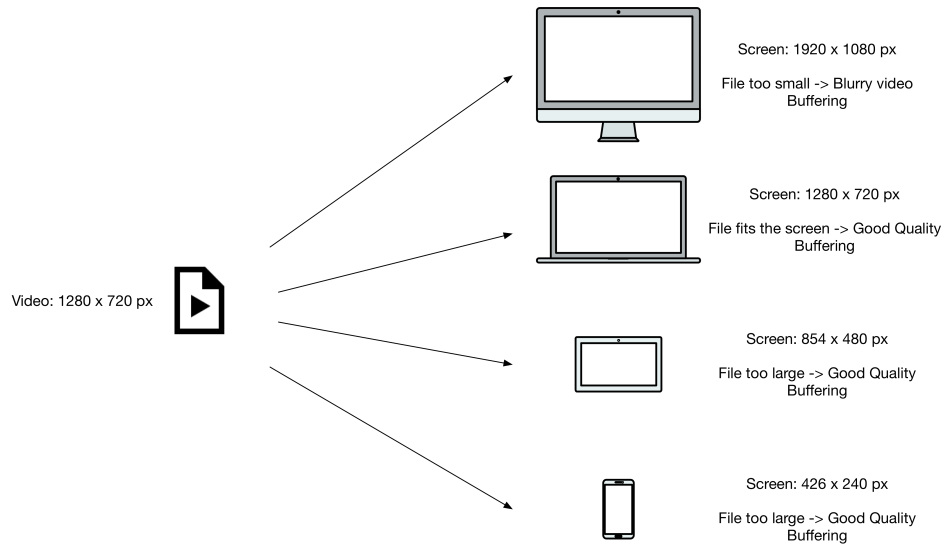 Screen: 1920 x 1080 px
File too small -> Blurry video
Buffering
Screen: 1280 x 720 px
File fits the screen -> Good Quality
Buffering
Video: 1280 x 720 px
Screen: 854 x 480 px
File too large -> Good Quality
Buffering
Screen: 426 x 240 px
File too large -> Good Quality
Buffering